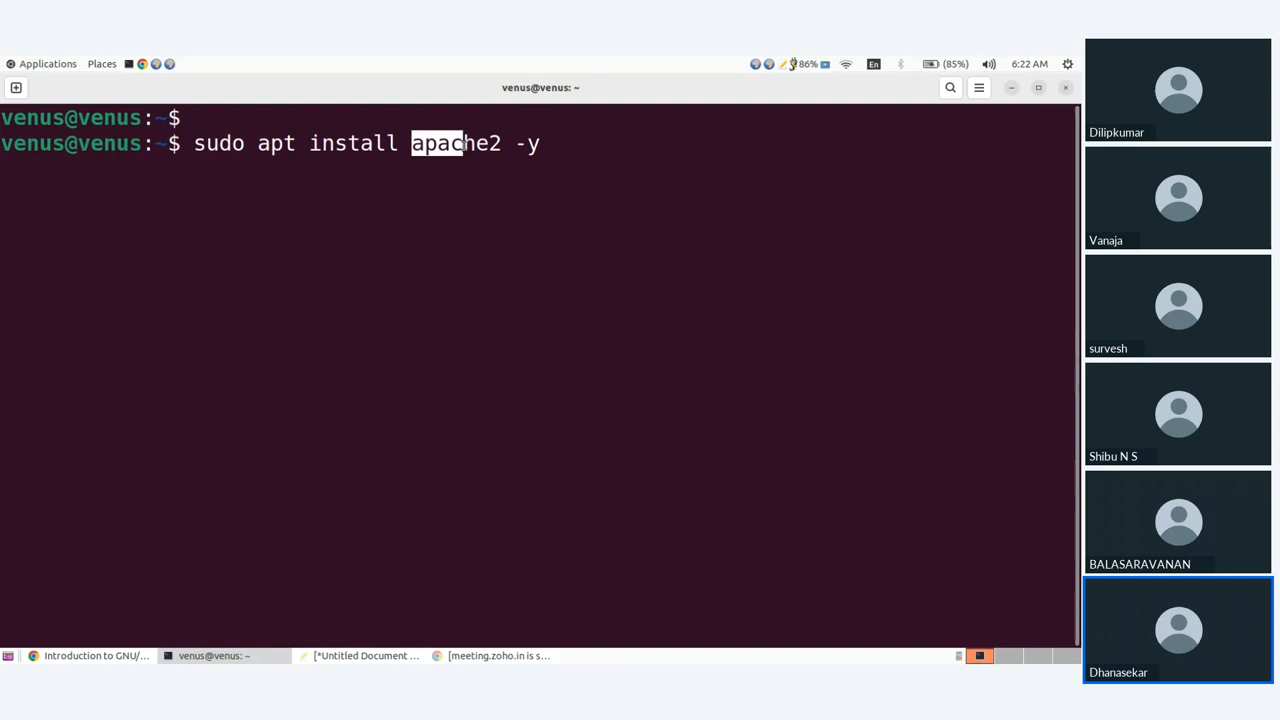 Applications Places 86% En (85%) 6:22 AM
venus@venus: ~
venus@venus:~$
venus@venus:~$ sudo apt install apache2 -y
Introduction to GNU/... venus@venus: ~ [*Untitled Document ... [meeting.zoho.in is s...
Dilipkumar
Vanaja
survesh
Shibu N S
BALASARAVANAN
Dhanasekar